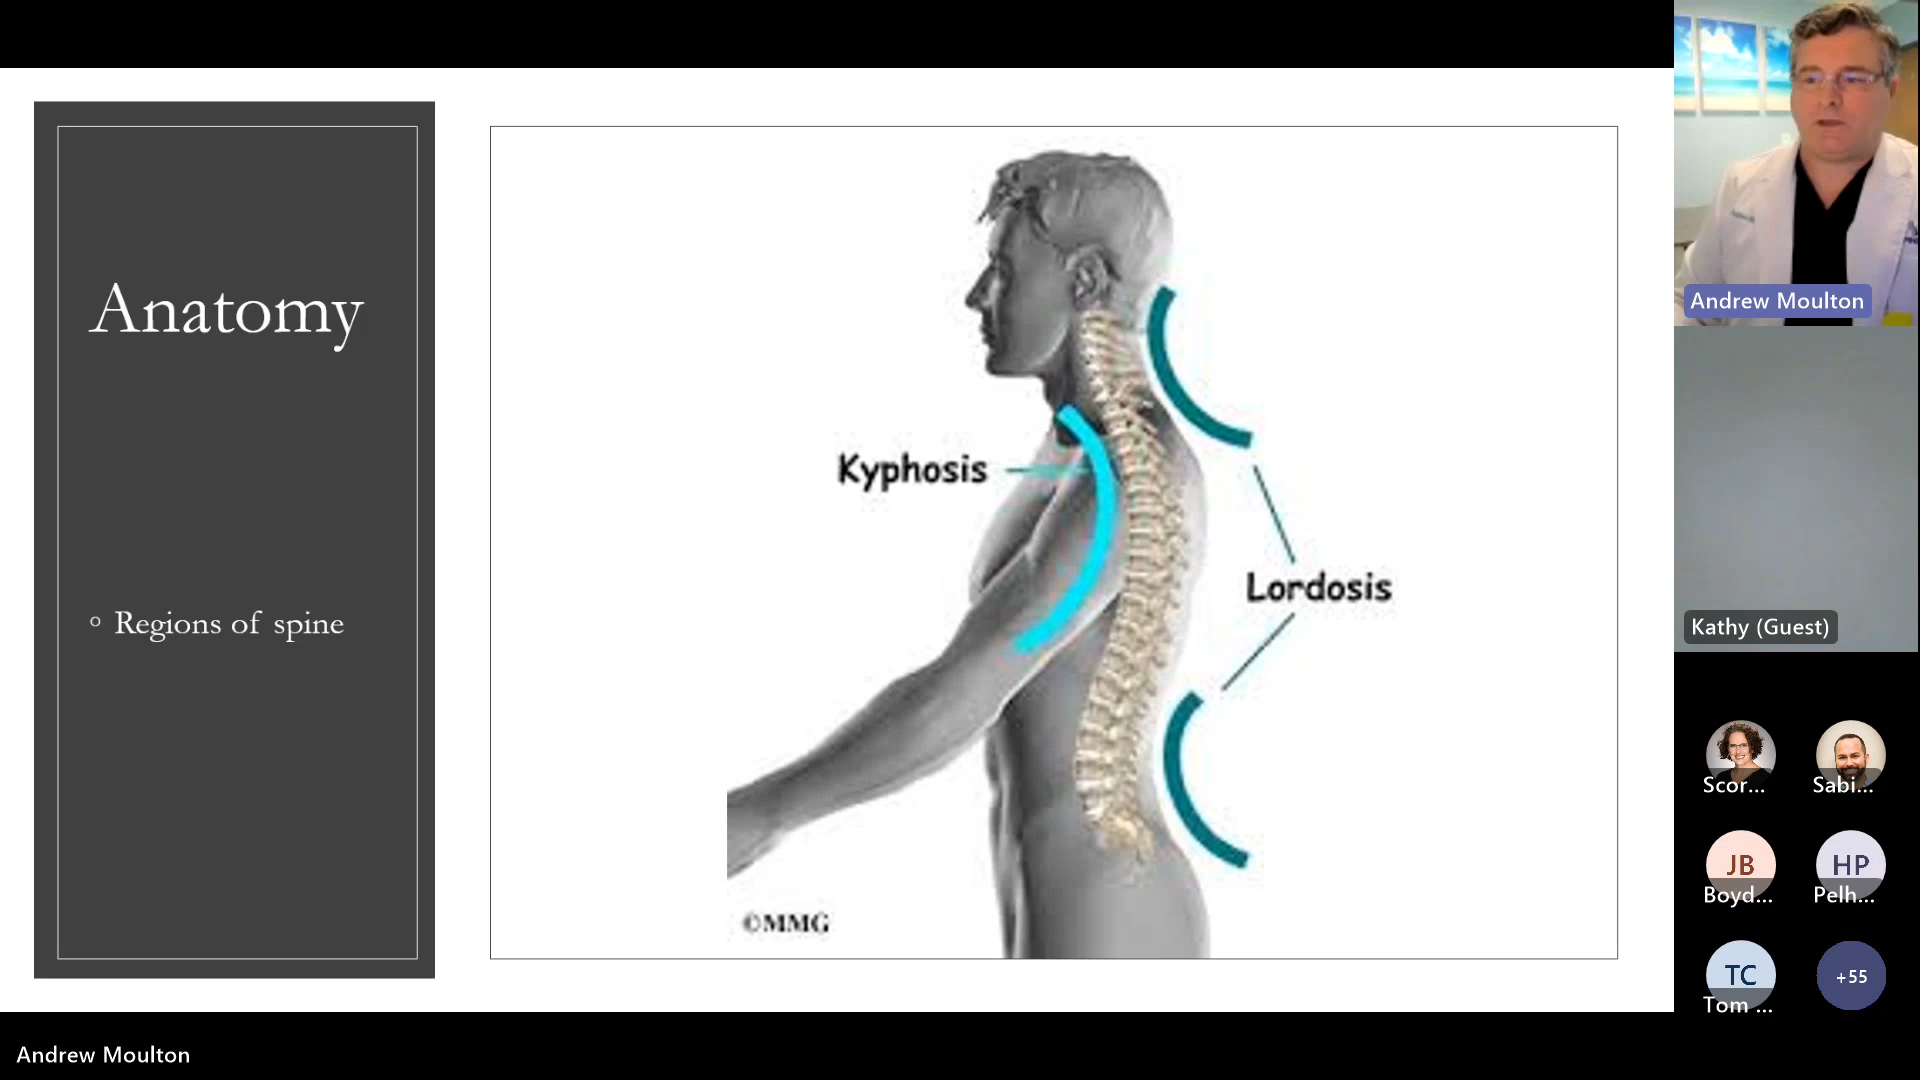 Anatomy
◦ Regions of spine
Kyphosis
Lordosis
©MMG
Andrew Moulton
Kathy (Guest)
Scor...
Sabi...
JB
Boyd...
HP
Pelh...
TC
Tom ...
+55
Andrew Moulton